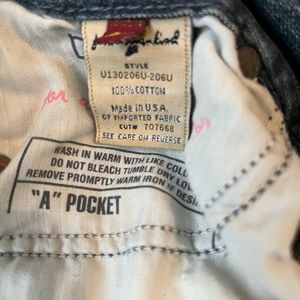 STYLE
U130206U-206U
100% COTTON
Made in U.S.A.
OF IMPORTED FABRIC
CUT# 707668
SEE CARE ON REVERSE
for
WASH IN WARM WITH LIKE COLO
DO NOT BLEACH TUMBLE DRY LOW
REMOVE PROMPTLY WARM IRON IF DESI
"A" POCKET